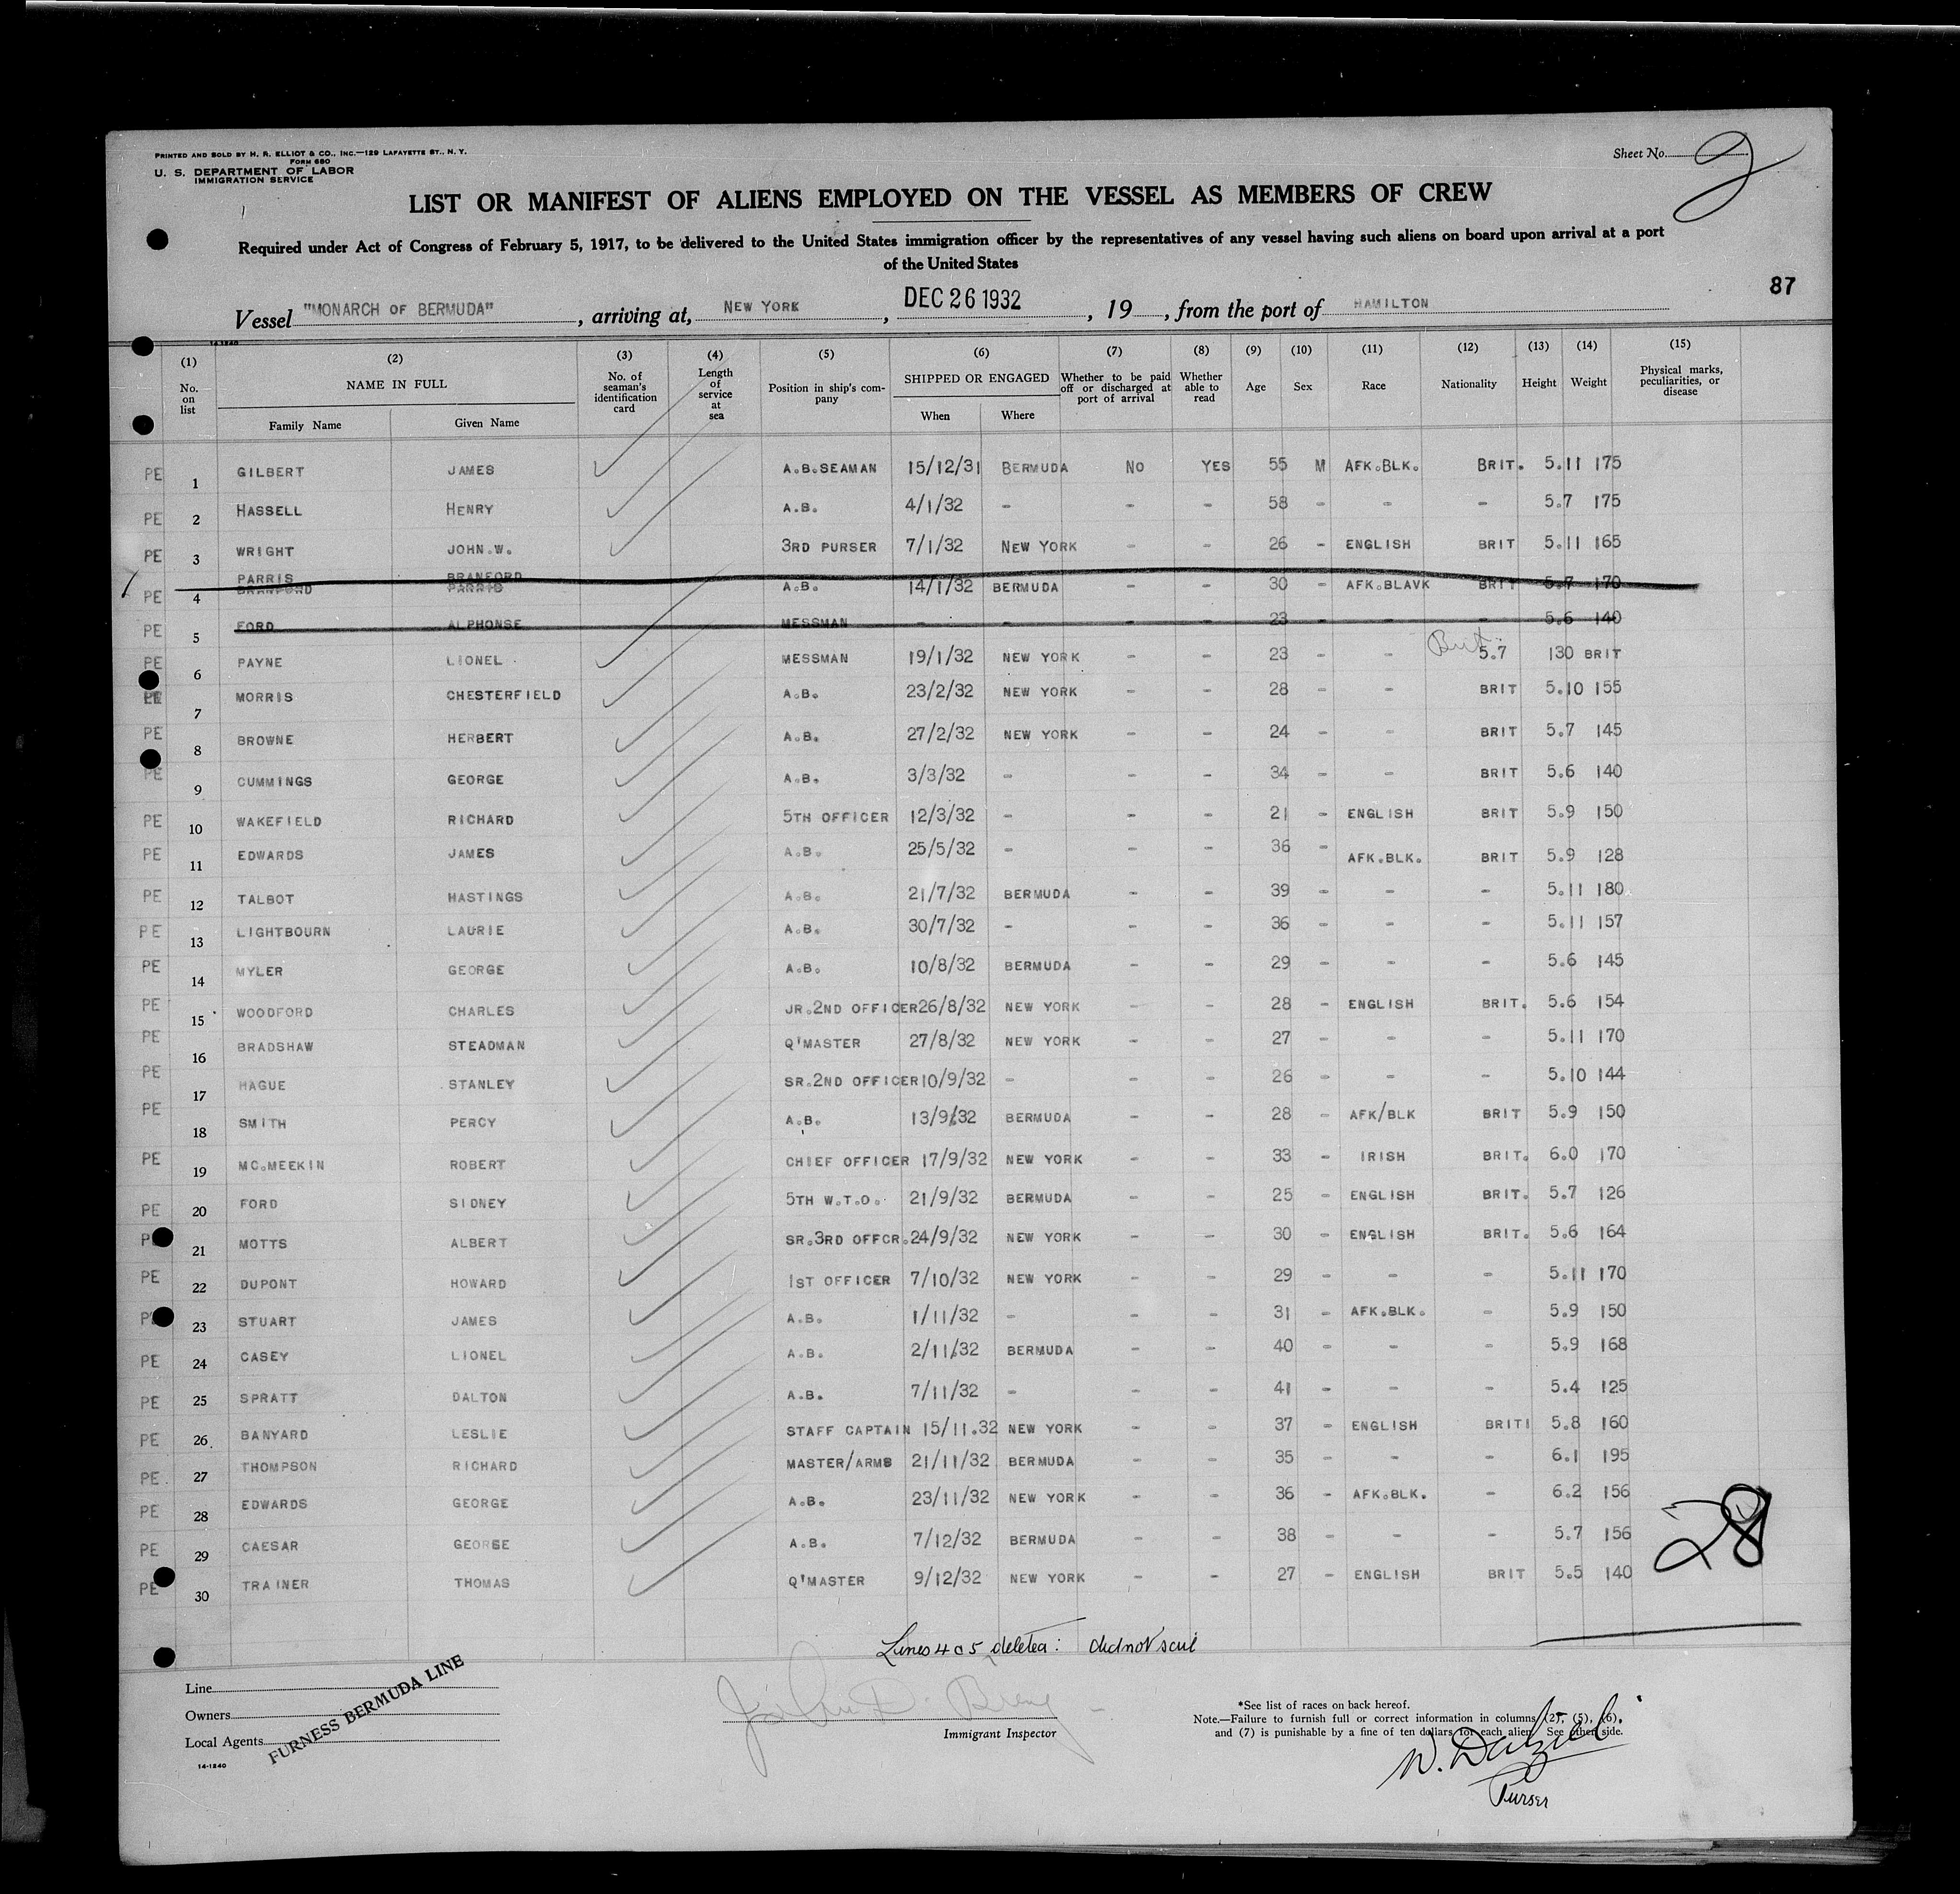 PRINTED AND SOLD BY H. R. ELLIOT & CO., INC.—129 LAFAYETTE ST., N. Y.
FORM 680
U. S. DEPARTMENT OF LABOR
IMMIGRATION SERVICE
Sheet No. 2
LIST OR MANIFEST OF ALIENS EMPLOYED ON THE VESSEL AS MEMBERS OF CREW
Required under Act of Congress of February 5, 1917, to be delivered to the United States immigration officer by the representatives of any vessel having such aliens on board upon arrival at a port
of the United States
87
Vessel "MONARCH OF BERMUDA", arriving at, NEW YORK, DEC 26 1932, 19, from the port of HAMILTON
14-1240
(1) (2) (3) (4) (5) (6) (7) (8) (9) (10) (11) (12) (13) (14) (15)
No. on list NAME IN FULL Family Name Given Name No. of seaman's identification card Length of service at sea Position in ship's company SHIPPED OR ENGAGED When Where Whether to be paid off or discharged at port of arrival Whether able to read Age Sex Race Nationality Height Weight Physical marks, peculiarities, or disease
PE 1 GILBERT JAMES A.B.SEAMAN 15/12/31 BERMUDA NO YES 55 M AFK.BLK. BRIT. 5.11 175
PE 2 HASSELL HENRY A.B. 4/1/32 - - - 58 - - - 5.7 175
PE 3 WRIGHT JOHN.W. 3RD PURSER 7/1/32 NEW YORK - - 26 - ENGLISH BRIT 5.11 165
PARRIS BRANFORD
PE 4 BRANFORD PARRIS A.B. 14/1/32 BERMUDA - - 30 - AFK.BLAVK BRIT 5.7 170
PE 5 FORD ALPHONSE MESSMAN - - - - 23 - - - 5.6 140
Brit.
PE 6 PAYNE LIONEL MESSMAN 19/1/32 NEW YORK - - 23 - - 5.7 130 BRIT
PE 7 MORRIS CHESTERFIELD A.B. 23/2/32 NEW YORK - - 28 - - BRIT 5.10 155
PE 8 BROWNE HERBERT A.B. 27/2/32 NEW YORK - - 24 - - BRIT 5.7 145
PE 9 CUMMINGS GEORGE A.B. 3/3/32 - - - 34 - - BRIT 5.6 140
PE 10 WAKEFIELD RICHARD 5TH OFFICER 12/3/32 - - - 21 - ENGLISH BRIT 5.9 150
PE 11 EDWARDS JAMES A.B. 25/5/32 - - - 36 - AFK.BLK. BRIT 5.9 128
PE 12 TALBOT HASTINGS A.B. 21/7/32 BERMUDA - - 39 - - - 5.11 180
PE 13 LIGHTBOURN LAURIE A.B. 30/7/32 - - - 36 - - - 5.11 157
PE 14 MYLER GEORGE A.B. 10/8/32 BERMUDA - - 29 - - - 5.6 145
PE 15 WOODFORD CHARLES JR.2ND OFFICER 26/8/32 NEW YORK - - 28 - ENGLISH BRIT. 5.6 154
PE 16 BRADSHAW STEADMAN Q'MASTER 27/8/32 NEW YORK - - 27 - - - 5.11 170
PE 17 HAGUE STANLEY SR.2ND OFFICER 10/9/32 - - - 26 - - - 5.10 144
PE 18 SMITH PERCY A.B. 13/9/32 BERMUDA - - 28 - AFK/BLK BRIT 5.9 150
PE 19 MC.MEEKIN ROBERT CHIEF OFFICER 17/9/32 NEW YORK - - 33 - IRISH BRIT. 6.0 170
PE 20 FORD SIDNEY 5TH W.T.O. 21/9/32 BERMUDA - - 25 - ENGLISH BRIT. 5.7 126
PE 21 MOTTS ALBERT SR.3RD OFFCR. 24/9/32 NEW YORK - - 30 - ENGLISH BRIT. 5.6 164
PE 22 DUPONT HOWARD 1ST OFFICER 7/10/32 NEW YORK - - 29 - - - 5.11 170
PE 23 STUART JAMES A.B. 1/11/32 - - - 31 - AFK.BLK. - 5.9 150
PE 24 CASEY LIONEL A.B. 2/11/32 BERMUDA - - 40 - - - 5.9 168
PE 25 SPRATT DALTON A.B. 7/11/32 - - - 41 - - - 5.4 125
PE 26 BANYARD LESLIE STAFF CAPTAIN 15/11.32 NEW YORK - - 37 - ENGLISH BRIT! 5.8 160
PE 27 THOMPSON RICHARD MASTER/ARMS 21/11/32 BERMUDA - - 35 - - - 6.1 195
PE 28 EDWARDS GEORGE A.B. 23/11/32 NEW YORK - - 36 - AFK.BLK. - 6.2 156
PE 29 CAESAR GEORGE A.B. 7/12/32 BERMUDA - - 38 - - - 5.7 156
PE 30 TRAINER THOMAS Q'MASTER 9/12/32 NEW YORK - - 27 - ENGLISH BRIT 5.5 140
28
Lines 4 & 5 deleted: did not sail
Line
Owners
Local Agents
FURNESS BERMUDA LINE
14-1240
Immigrant Inspector
*See list of races on back hereof.
Note.—Failure to furnish full or correct information in columns (2), (5), (6),
and (7) is punishable by a fine of ten dollars for each alien. See other side.
W. Dalziel
Purser